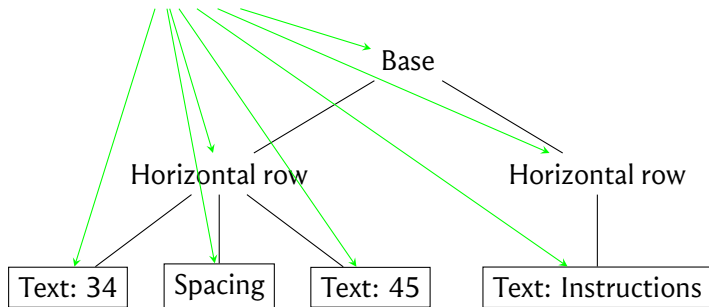 Base
Horizontal row Horizontal row
Text: 34 Spacing Text: 45 Text: Instructions